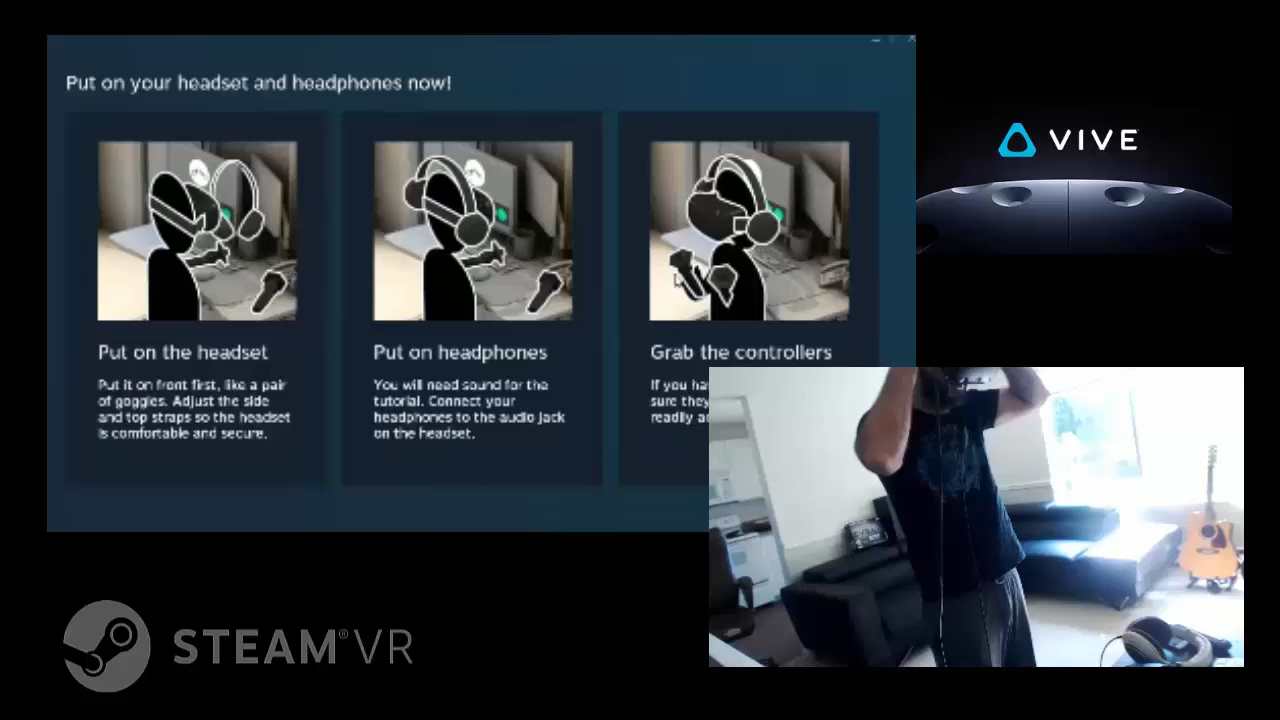 Put on your headset and headphones now!
Put on the headset
Put it on front first, like a pair
of goggles. Adjust the side
and top straps so the headset
is comfortable and secure.
Put on headphones
You will need sound for the
tutorial. Connect your
headphones to the audio jack
on the headset.
Grab the controllers
If you
sure they
readily
VIVE
STEAM®VR